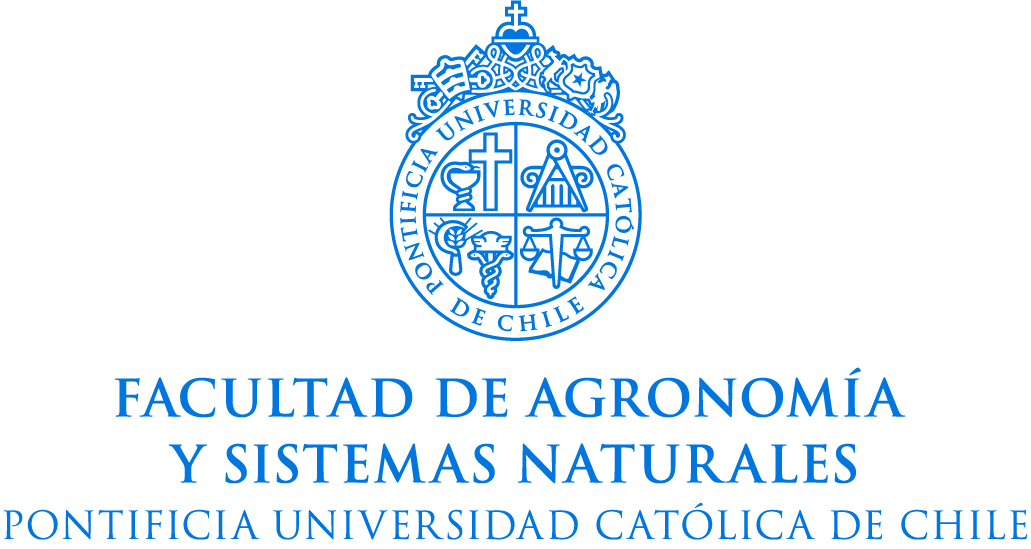 PONTIFICIA UNIVERSIDAD CATÓLICA DE CHILE
FACULTAD DE AGRONOMÍA
Y SISTEMAS NATURALES
PONTIFICIA UNIVERSIDAD CATÓLICA DE CHILE